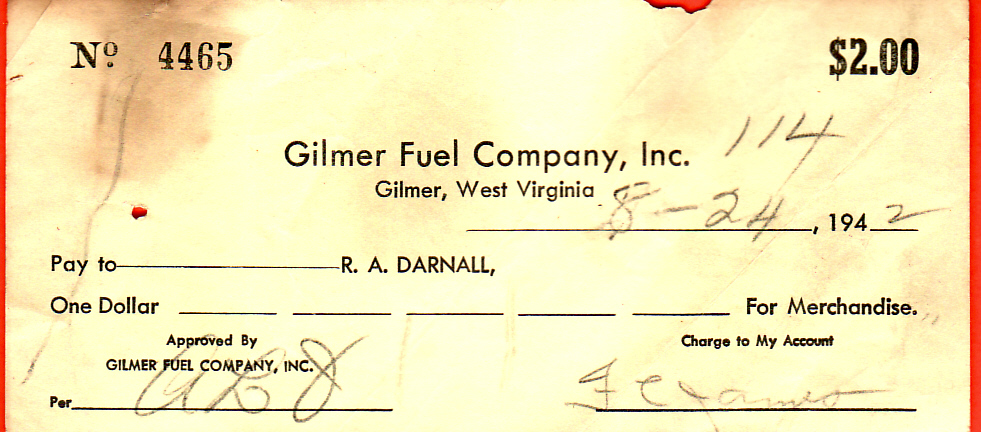 Nº 4465 $2.00
114
Gilmer Fuel Company, Inc.
Gilmer, West Virginia
8-24, 1942
Pay to R. A. DARNALL,
One Dollar For Merchandise.
Approved By Charge to My Account
GILMER FUEL COMPANY, INC.
Per F C James